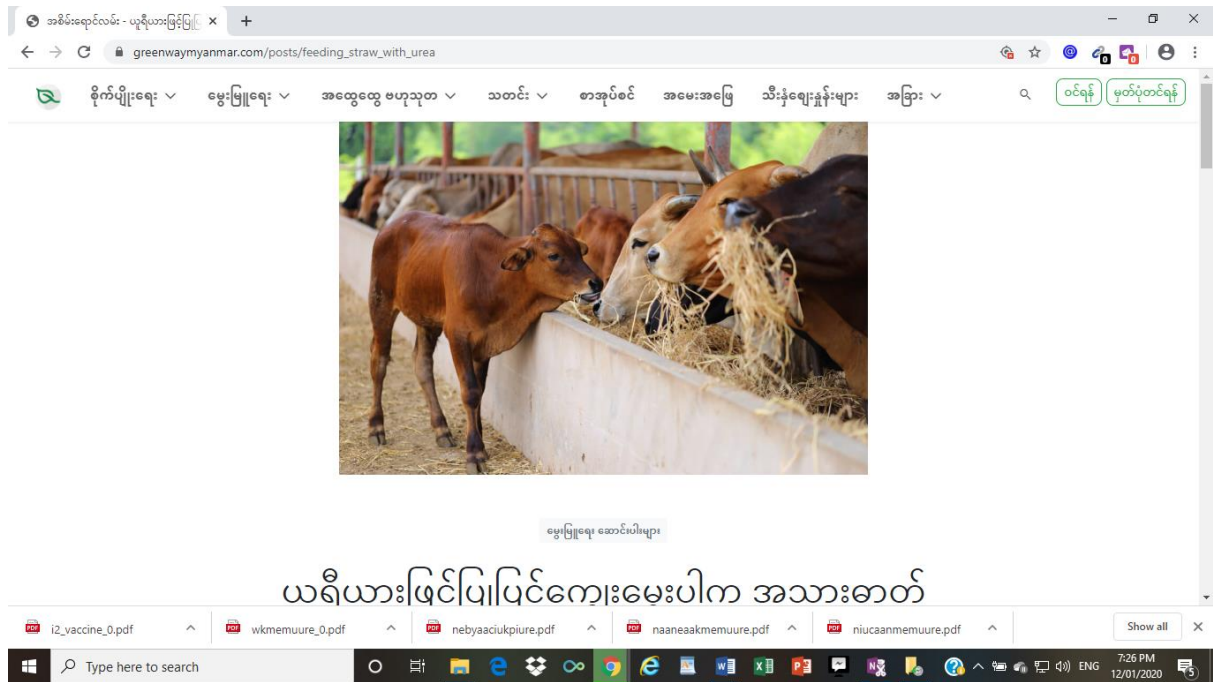 အစိမ်းရောင်လမ်း - ယူရီယားဖြင့်ပြုပြ
greenwaymyanmar.com/posts/feeding_straw_with_urea
စိုက်ပျိုးရေး မွေးမြူရေး အထွေထွေ ဗဟုသုတ သတင်း စာအုပ်စင် အမေးအဖြေ သီးနှံဈေးနှုန်းများ အခြား ဝင်ရန် မှတ်ပုံတင်ရန်
မွေးမြူရေး ဆောင်းပါးများ
ယူရီယားဖြင့်ပြုပြင်ကျွေးမွေးပါက အသားဓာတ်
i2_vaccine_0.pdf wkmemuure_0.pdf nebyaaciukpiure.pdf naaneaakmemuure.pdf niucaanmemuure.pdf Show all
Type here to search ENG 7:26 PM
12/01/2020